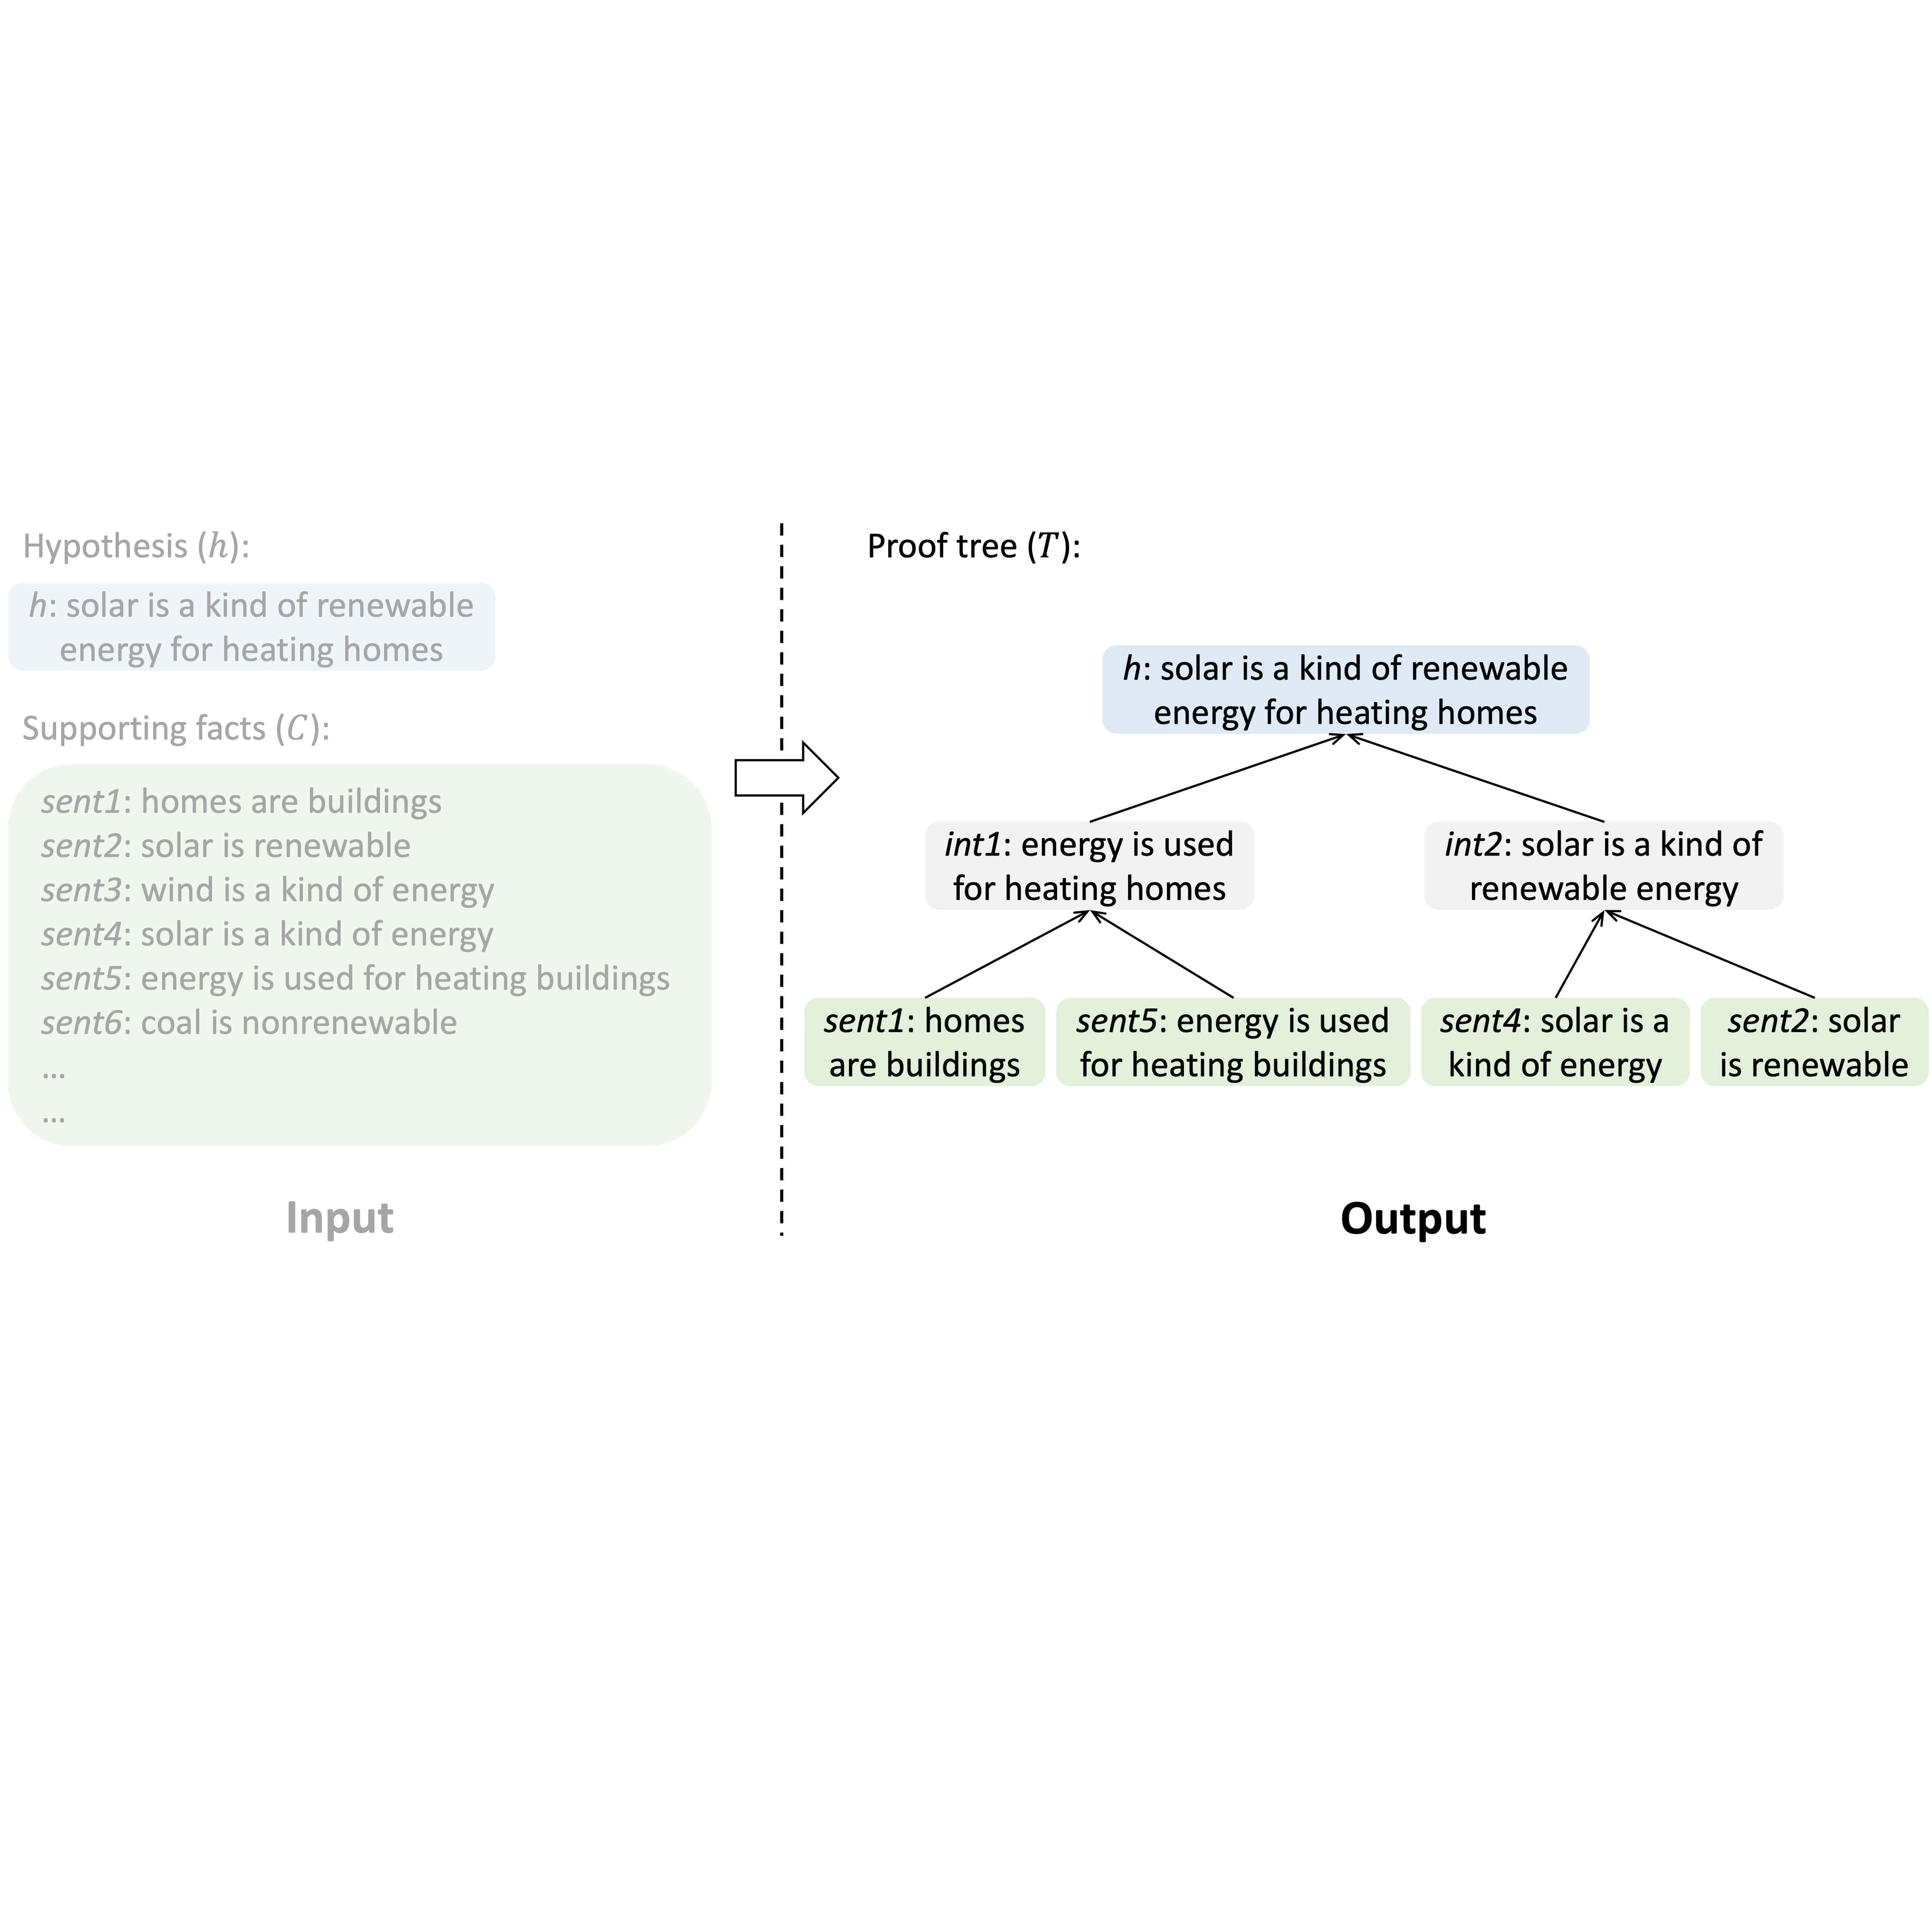 Hypothesis (h):
h: solar is a kind of renewable
energy for heating homes
Supporting facts (C):
sent1: homes are buildings
sent2: solar is renewable
sent3: wind is a kind of energy
sent4: solar is a kind of energy
sent5: energy is used for heating buildings
sent6: coal is nonrenewable
...
...
Input
Proof tree (T):
h: solar is a kind of renewable
energy for heating homes
int1: energy is used
for heating homes
int2: solar is a kind of
renewable energy
sent1: homes
are buildings
sent5: energy is used
for heating buildings
sent4: solar is a
kind of energy
sent2: solar
is renewable
Output